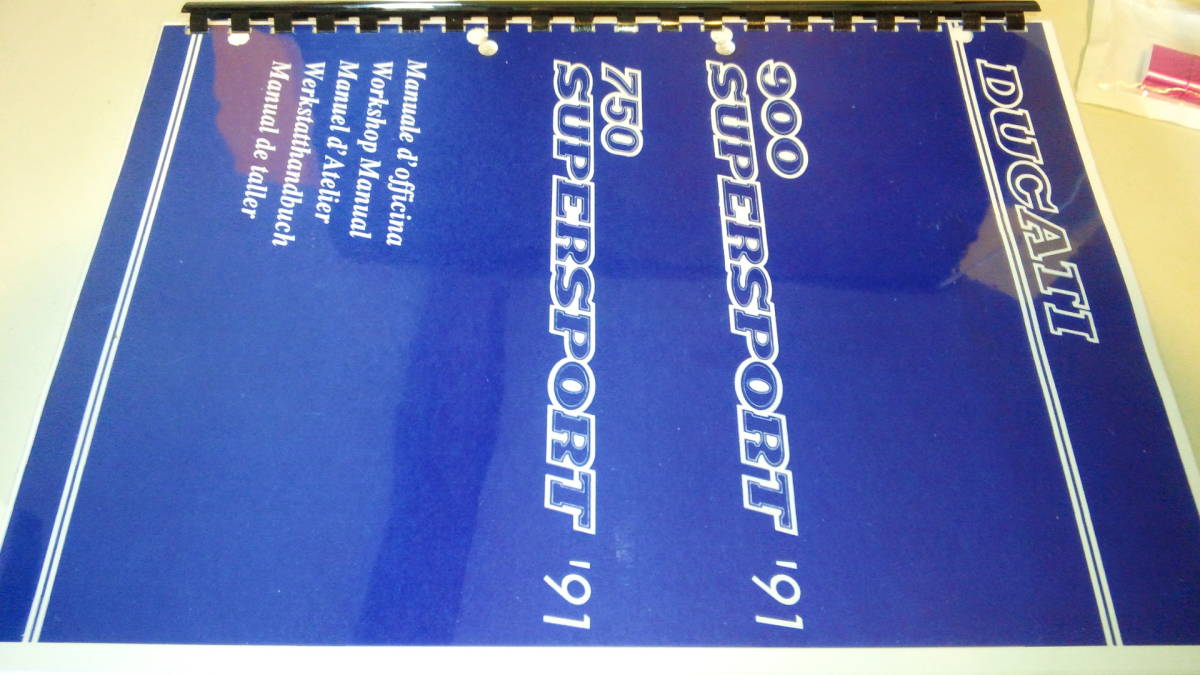 DUCATI
900
SUPERSPORT '91
750
SUPERSPORT '91
Manuale d'officina
Workshop Manual
Manuel d'Atelier
Werkstatthandbuch
Manual de taller